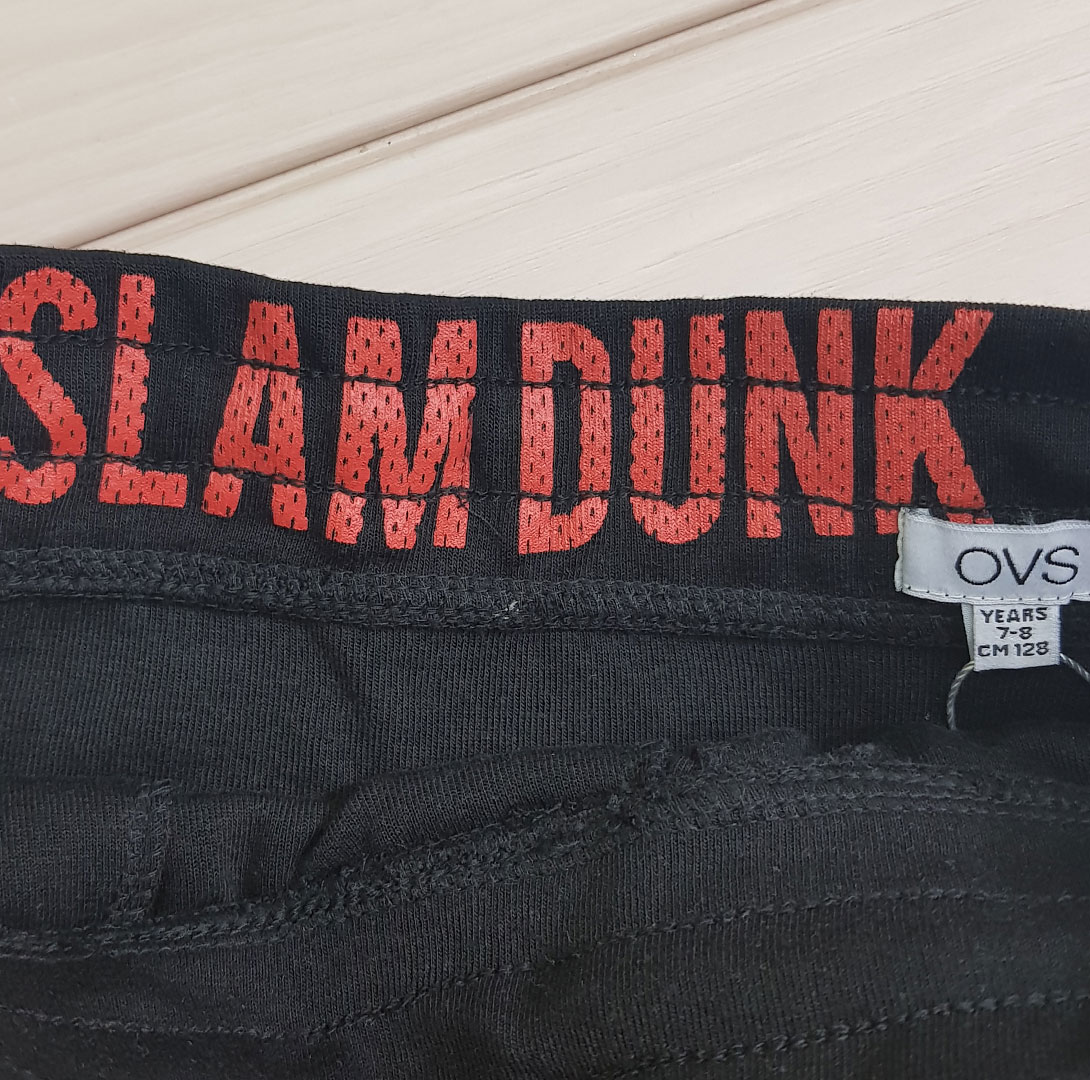 SLAM DUNK
OVS
YEARS
7-8
CM 128